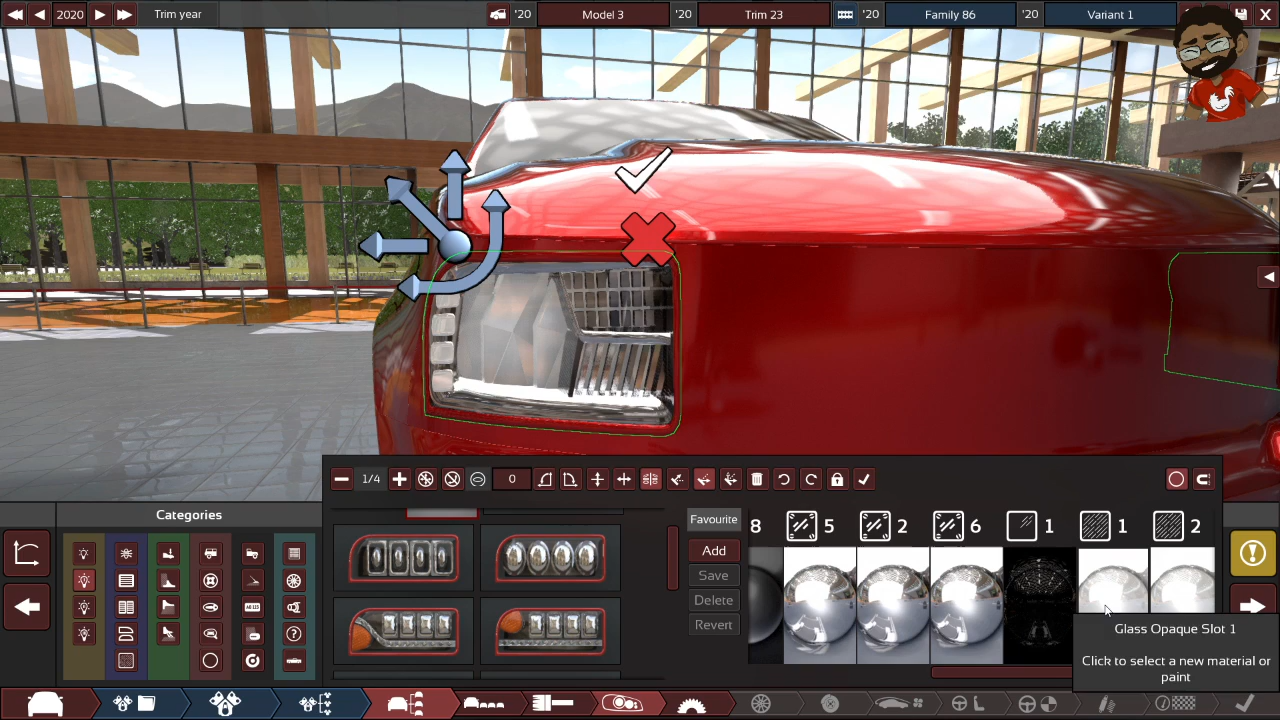 2020 Trim year '20 Model 3 '20 Trim 23 '20 Family 86 '20 Variant 1
1/4 0
Categories
Favourite
Add
Save
Delete
Revert
8 5 2 6 1 1 2
AB 123
?
Glass Opaque Slot 1
Click to select a new material or
paint